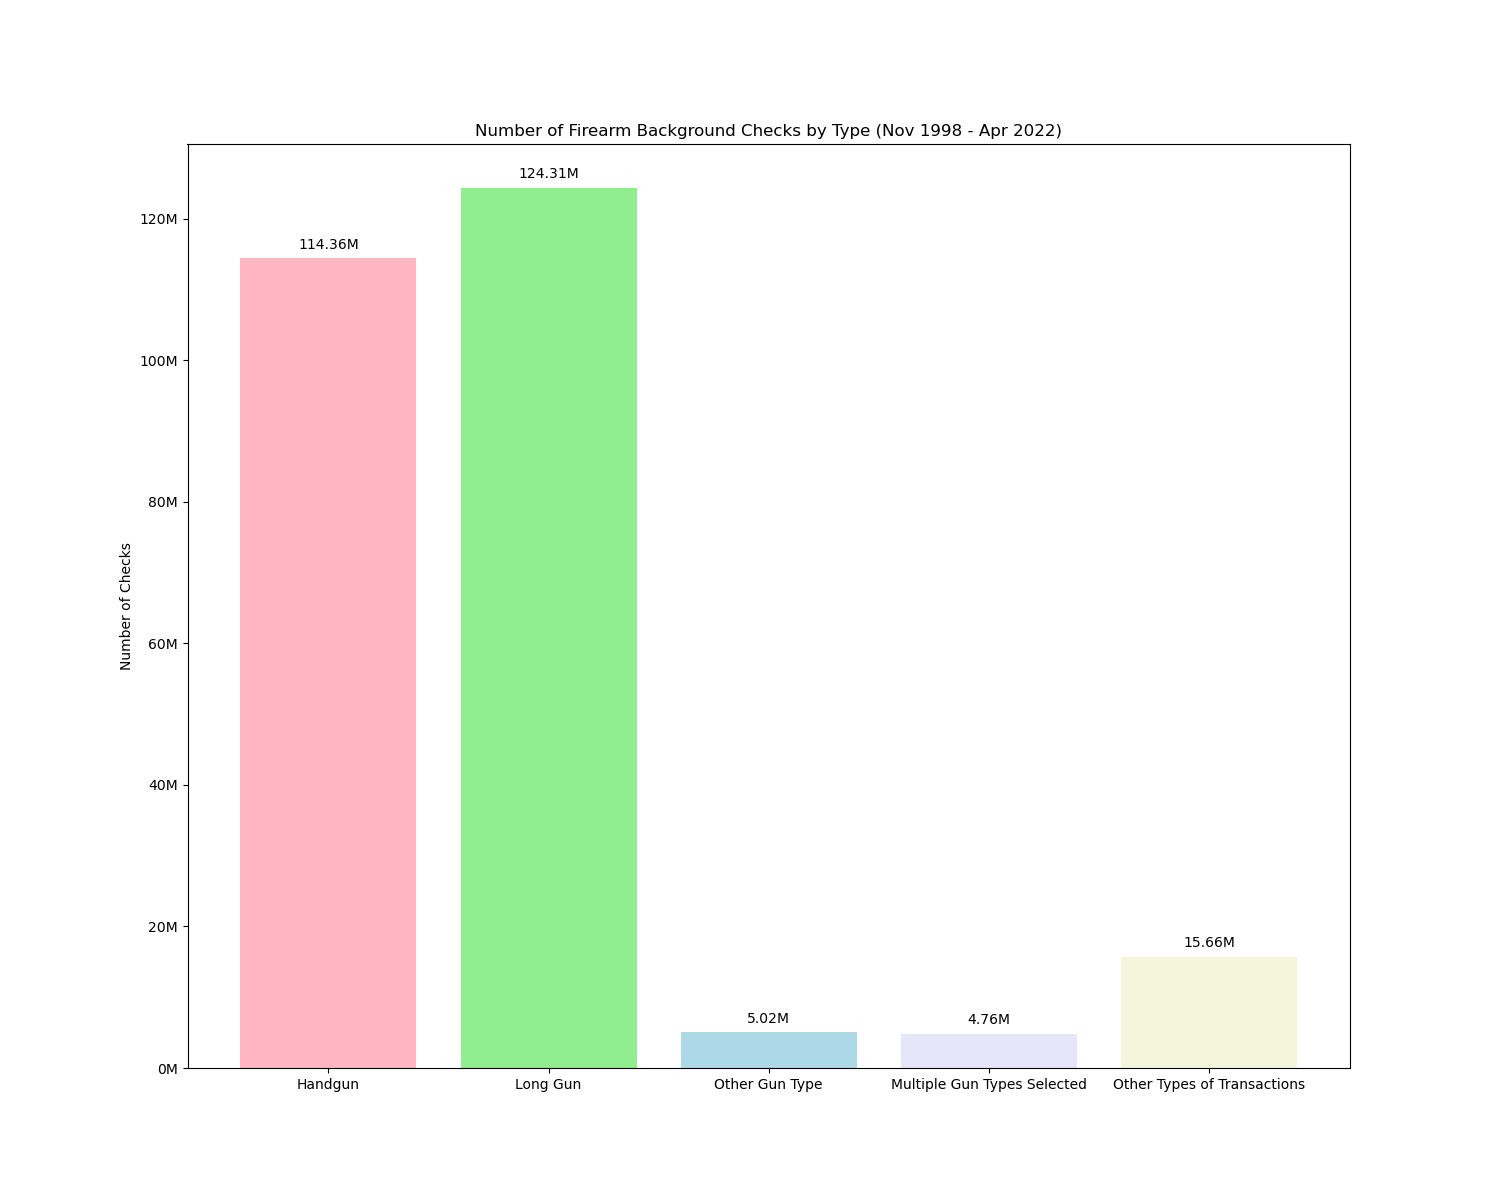 Number of Firearm Background Checks by Type (Nov 1998 - Apr 2022)
124.31M
114.36M
15.66M
5.02M
4.76M
120M
100M
80M
60M
40M
20M
0M
Number of Checks
Handgun
Long Gun
Other Gun Type
Multiple Gun Types Selected
Other Types of Transactions